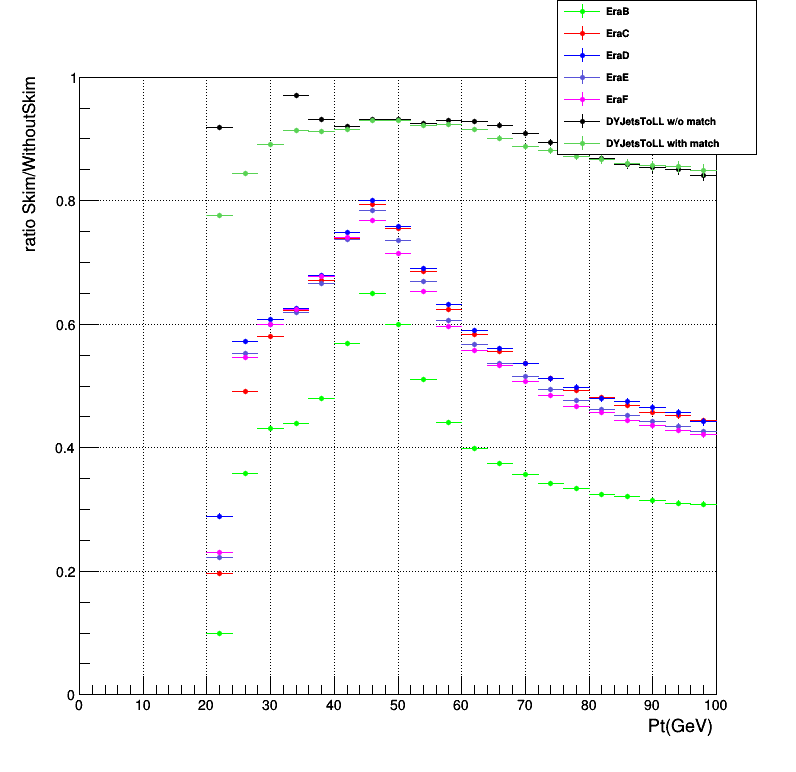 EraB
EraC
EraD
EraE
EraF
DYJetsToLL w/o match
DYJetsToLL with match
ratio Skim/WithoutSkim
1
0.8
0.6
0.4
0.2
0
0 10 20 30 40 50 60 70 80 90 100
Pt(GeV)